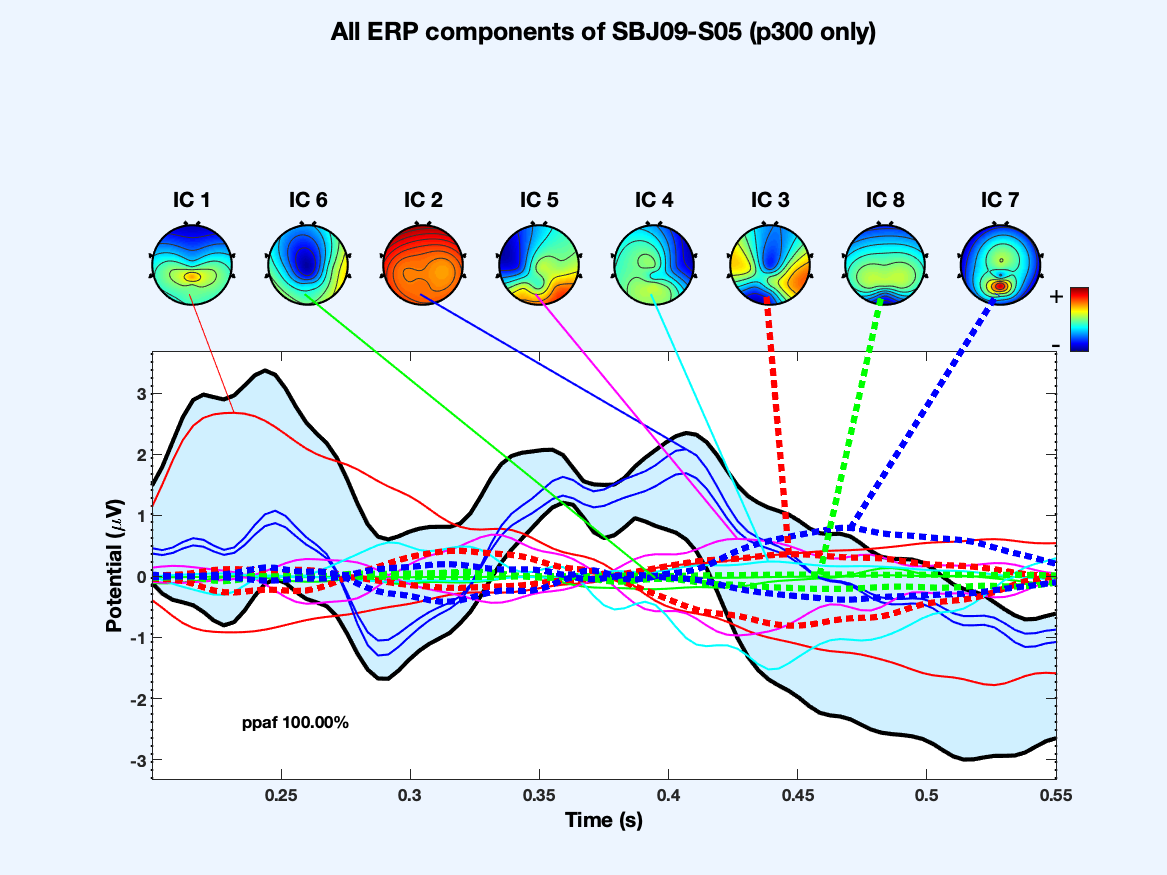 All ERP components of SBJ09-S05 (p300 only)
IC 1 IC 6 IC 2 IC 5 IC 4 IC 3 IC 8 IC 7
+
-
3
2
1
0
-1
-2
-3
Potential (μV)
ppaf 100.00%
0.25 0.3 0.35 0.4 0.45 0.5 0.55
Time (s)